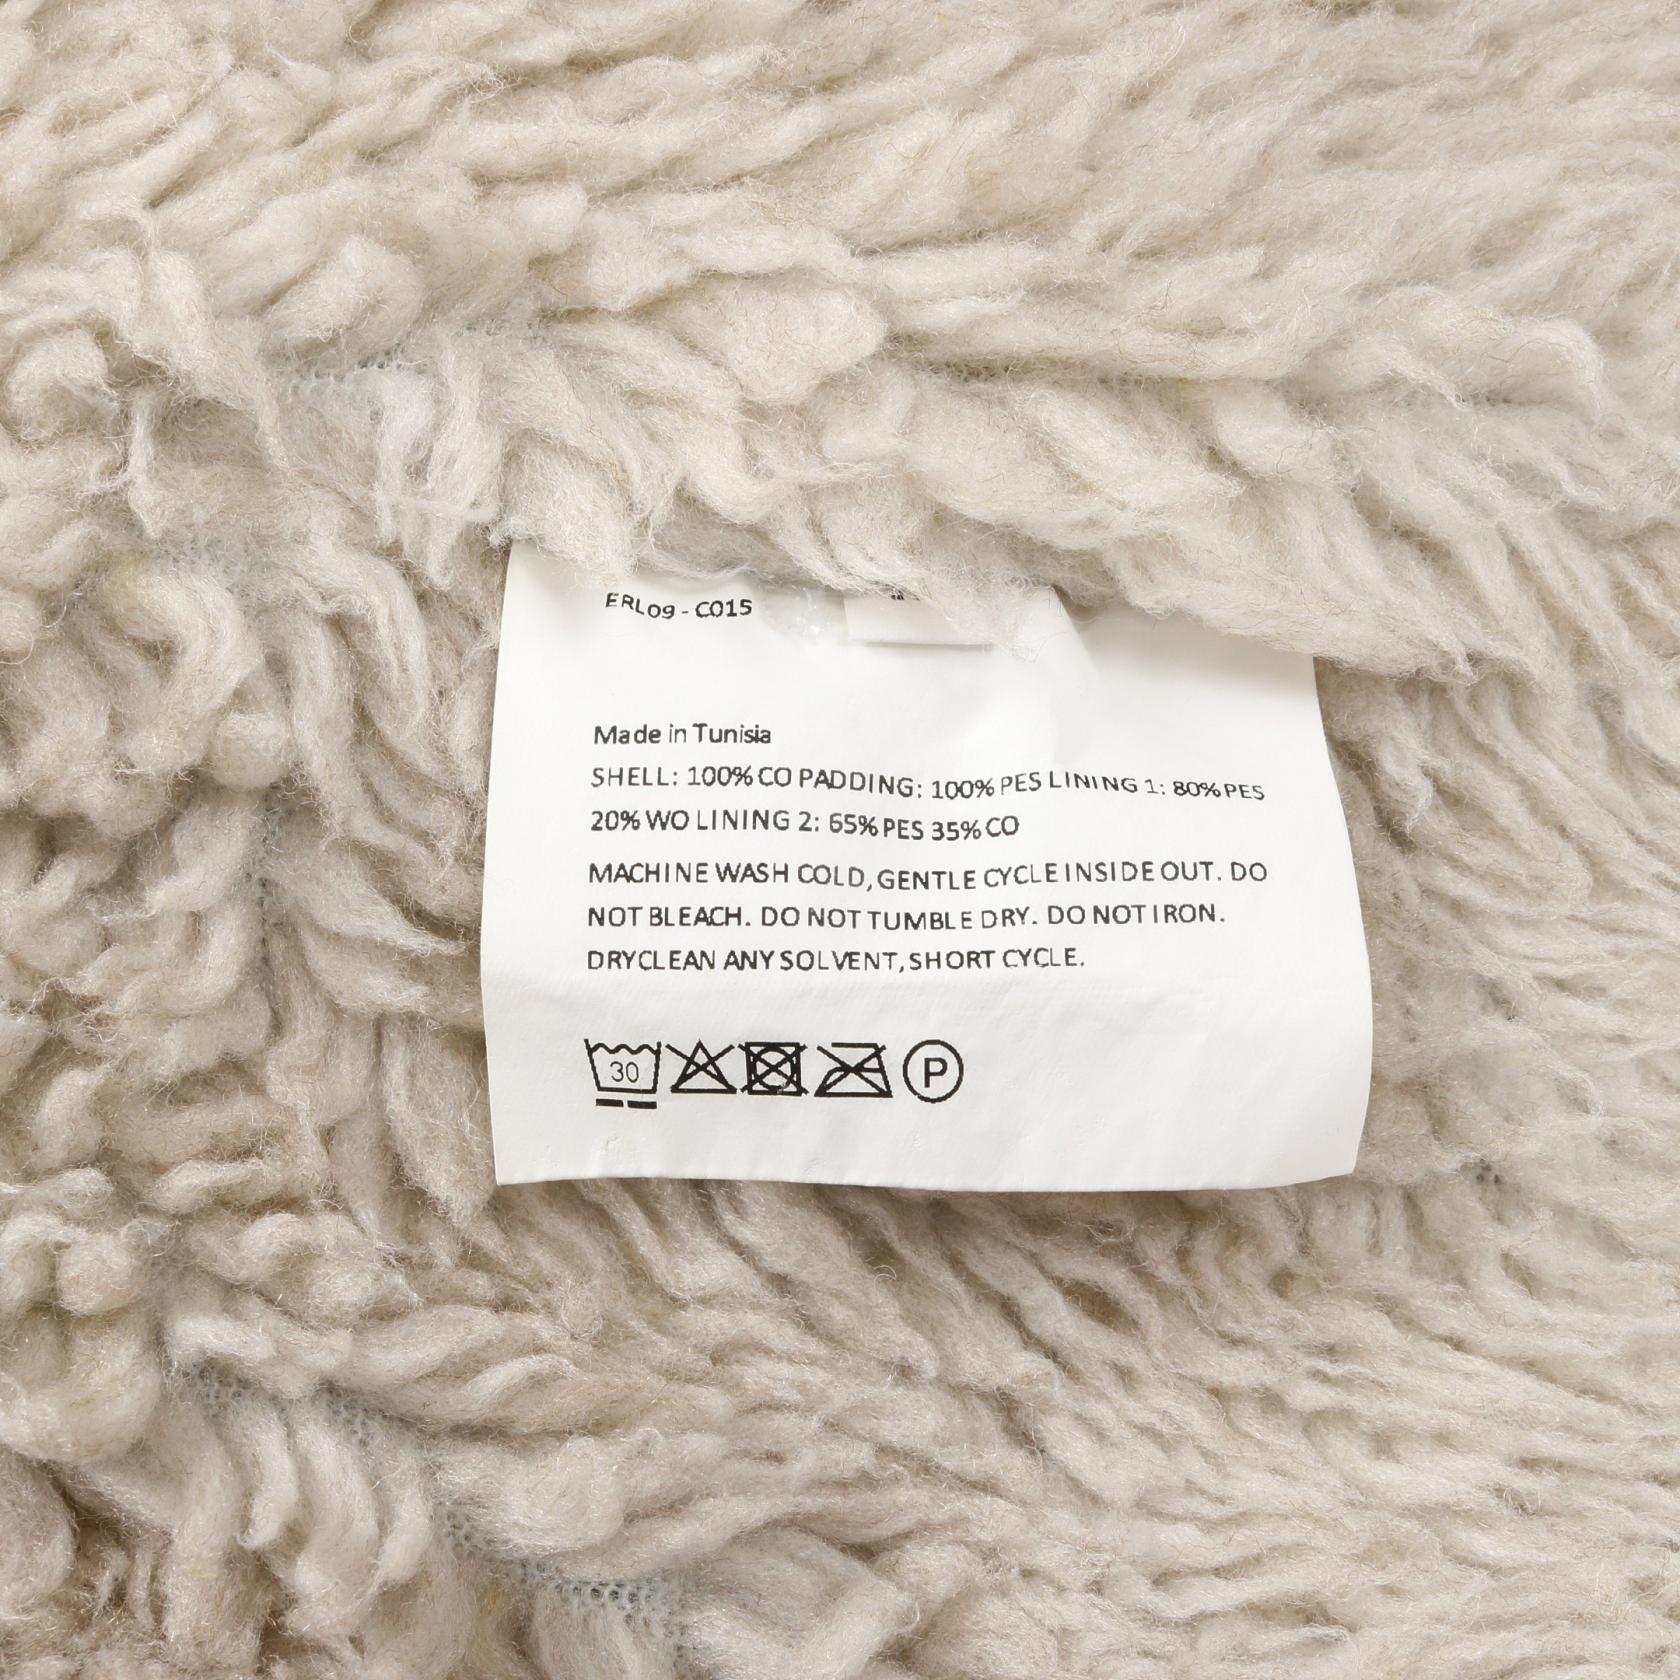 ERL09 - C015
Made in Tunisia
SHELL: 100% CO PADDING: 100% PES LINING 1: 80% PES
20% WO LINING 2: 65% PES 35% CO
MACHINE WASH COLD, GENTLE CYCLE INSIDE OUT. DO
NOT BLEACH. DO NOT TUMBLE DRY. DO NOT IRON.
DRYCLEAN ANY SOLVENT, SHORT CYCLE.
30 P